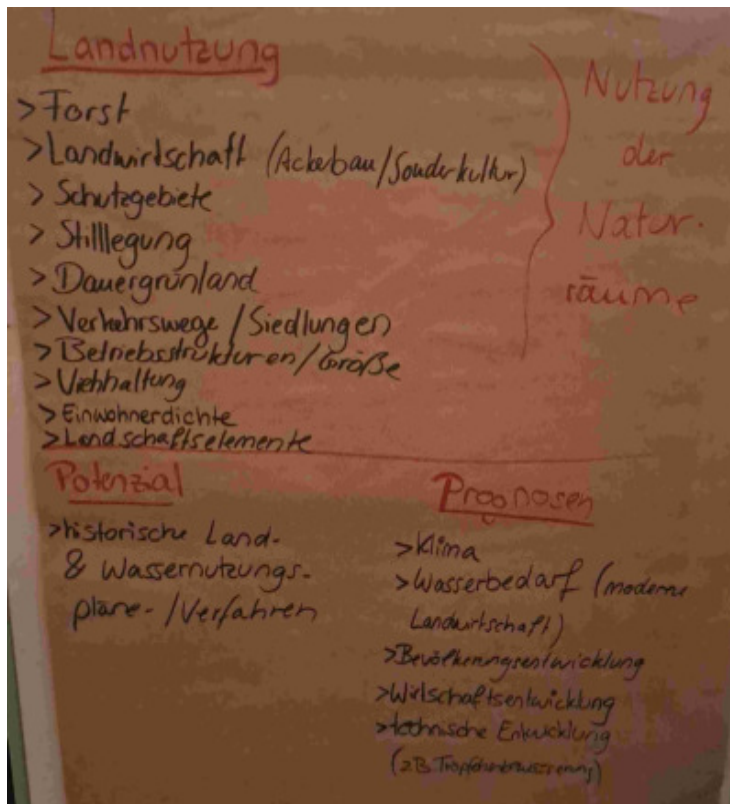 Landnutzung
> Forst
> Landwirtschaft (Ackerbau/Sonderkultur)
> Schutzgebiete
> Stilllegung
> Dauergrünland
> Verkehrswege / Siedlungen
> Betriebsstrukturen / Größe
> Viehhaltung
> Einwohnerdichte
> Landschaftselemente
Nutzung
der
Natur-
räume
Potenzial
> historische Land-
& Wassernutzungs-
pläne- / Verfahren
Prognosen
> Klima
> Wasserbedarf (moderne
Landwirtschaft)
> Bevölkerungsentwicklung
> Wirtschaftsentwicklung
> technische Entwicklung
(z.B. Tropfchenbewässerung)